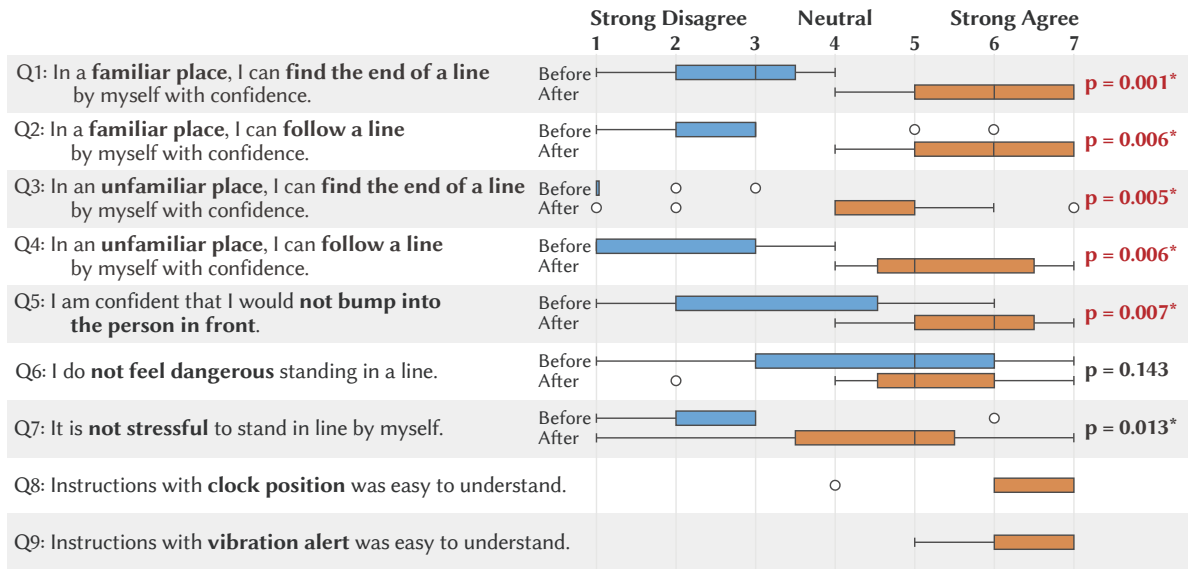 Strong Disagree Neutral Strong Agree
1 2 3 4 5 6 7
Q1: In a familiar place, I can find the end of a line
by myself with confidence.
Before
After
p = 0.001*
Q2: In a familiar place, I can follow a line
by myself with confidence.
Before
After
p = 0.006*
Q3: In an unfamiliar place, I can find the end of a line
by myself with confidence.
Before
After
p = 0.005*
Q4: In an unfamiliar place, I can follow a line
by myself with confidence.
Before
After
p = 0.006*
Q5: I am confident that I would not bump into
the person in front.
Before
After
p = 0.007*
Q6: I do not feel dangerous standing in a line.
Before
After
p = 0.143
Q7: It is not stressful to stand in line by myself.
Before
After
p = 0.013*
Q8: Instructions with clock position was easy to understand.
Q9: Instructions with vibration alert was easy to understand.